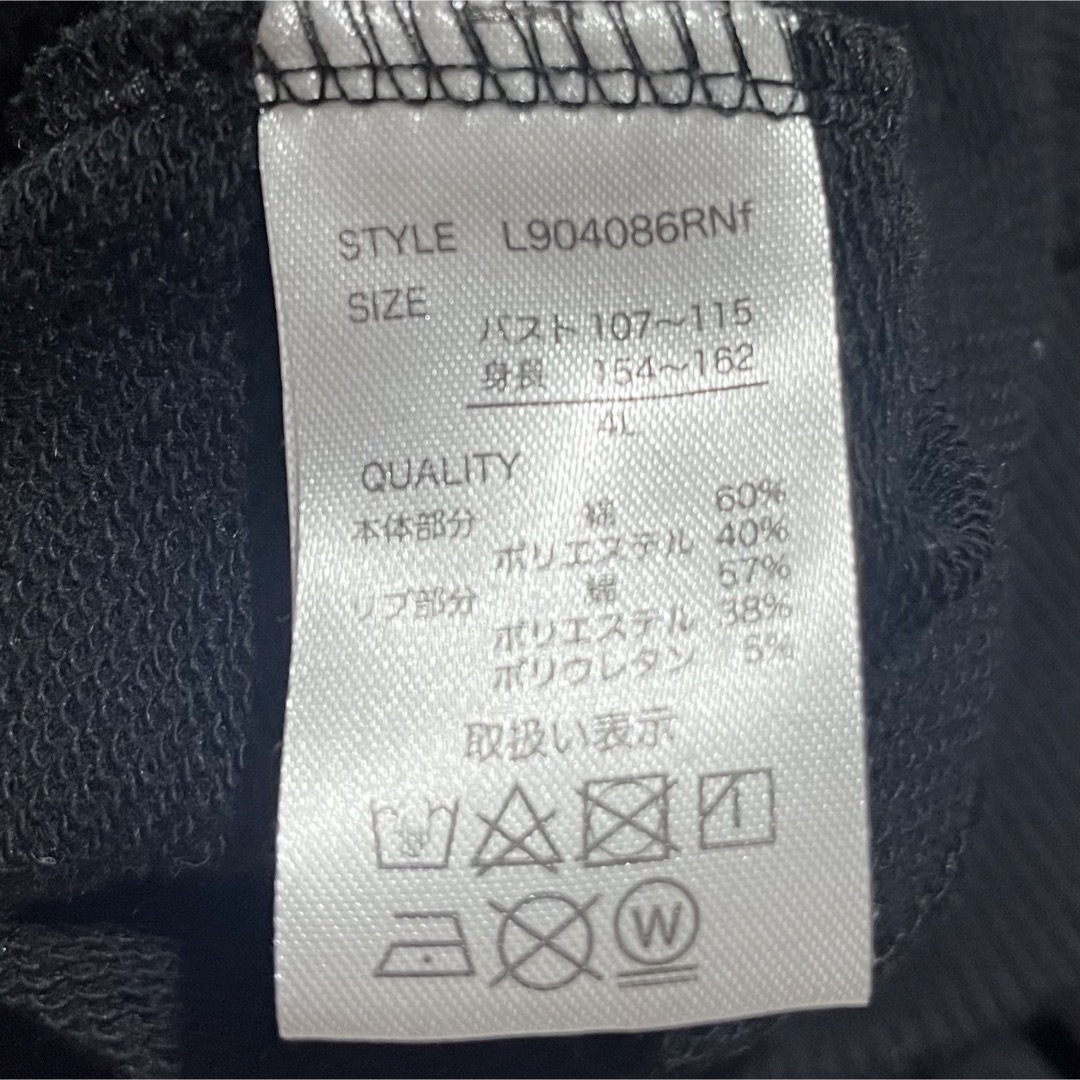 STYLE L904086RNf
SIZE
バスト 107〜115
身長 154〜162
4L
QUALITY
本体部分 綿 60%
ポリエステル 40%
リブ部分 綿 57%
ポリエステル 38%
ポリウレタン 5%
取扱い表示
W